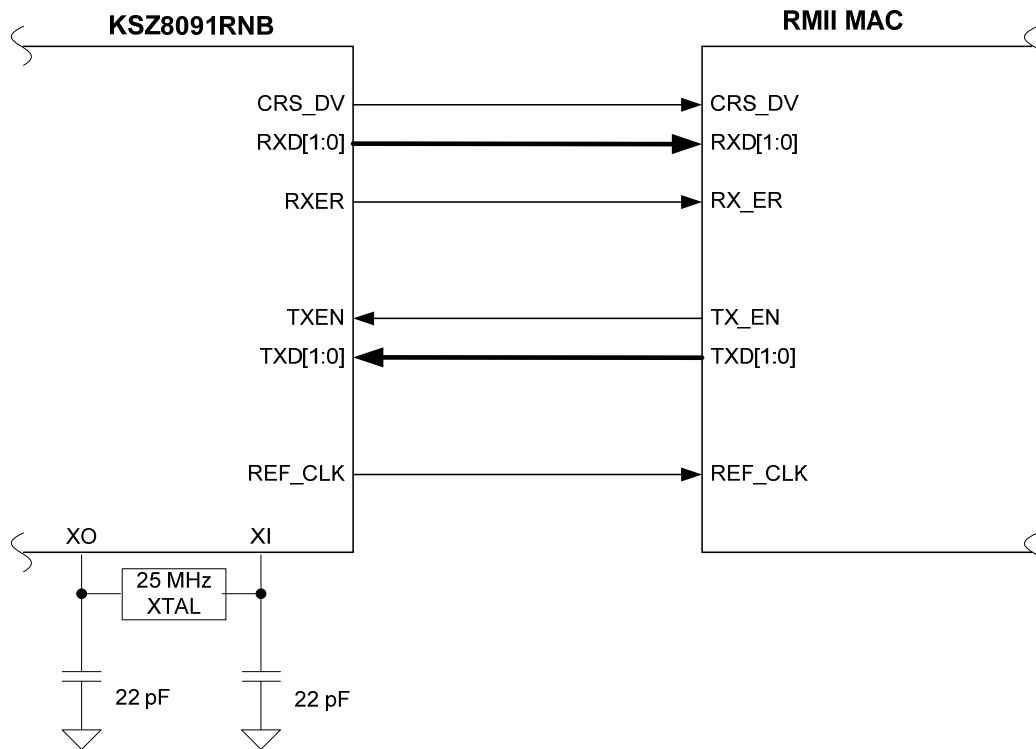 KSZ8091RNB
RMII MAC
CRS_DV
CRS_DV
RXD[1:0]
RXD[1:0]
RXER
RX_ER
TXEN
TX_EN
TXD[1:0]
TXD[1:0]
REF_CLK
REF_CLK
XO
XI
25 MHz
XTAL
22 pF
22 pF